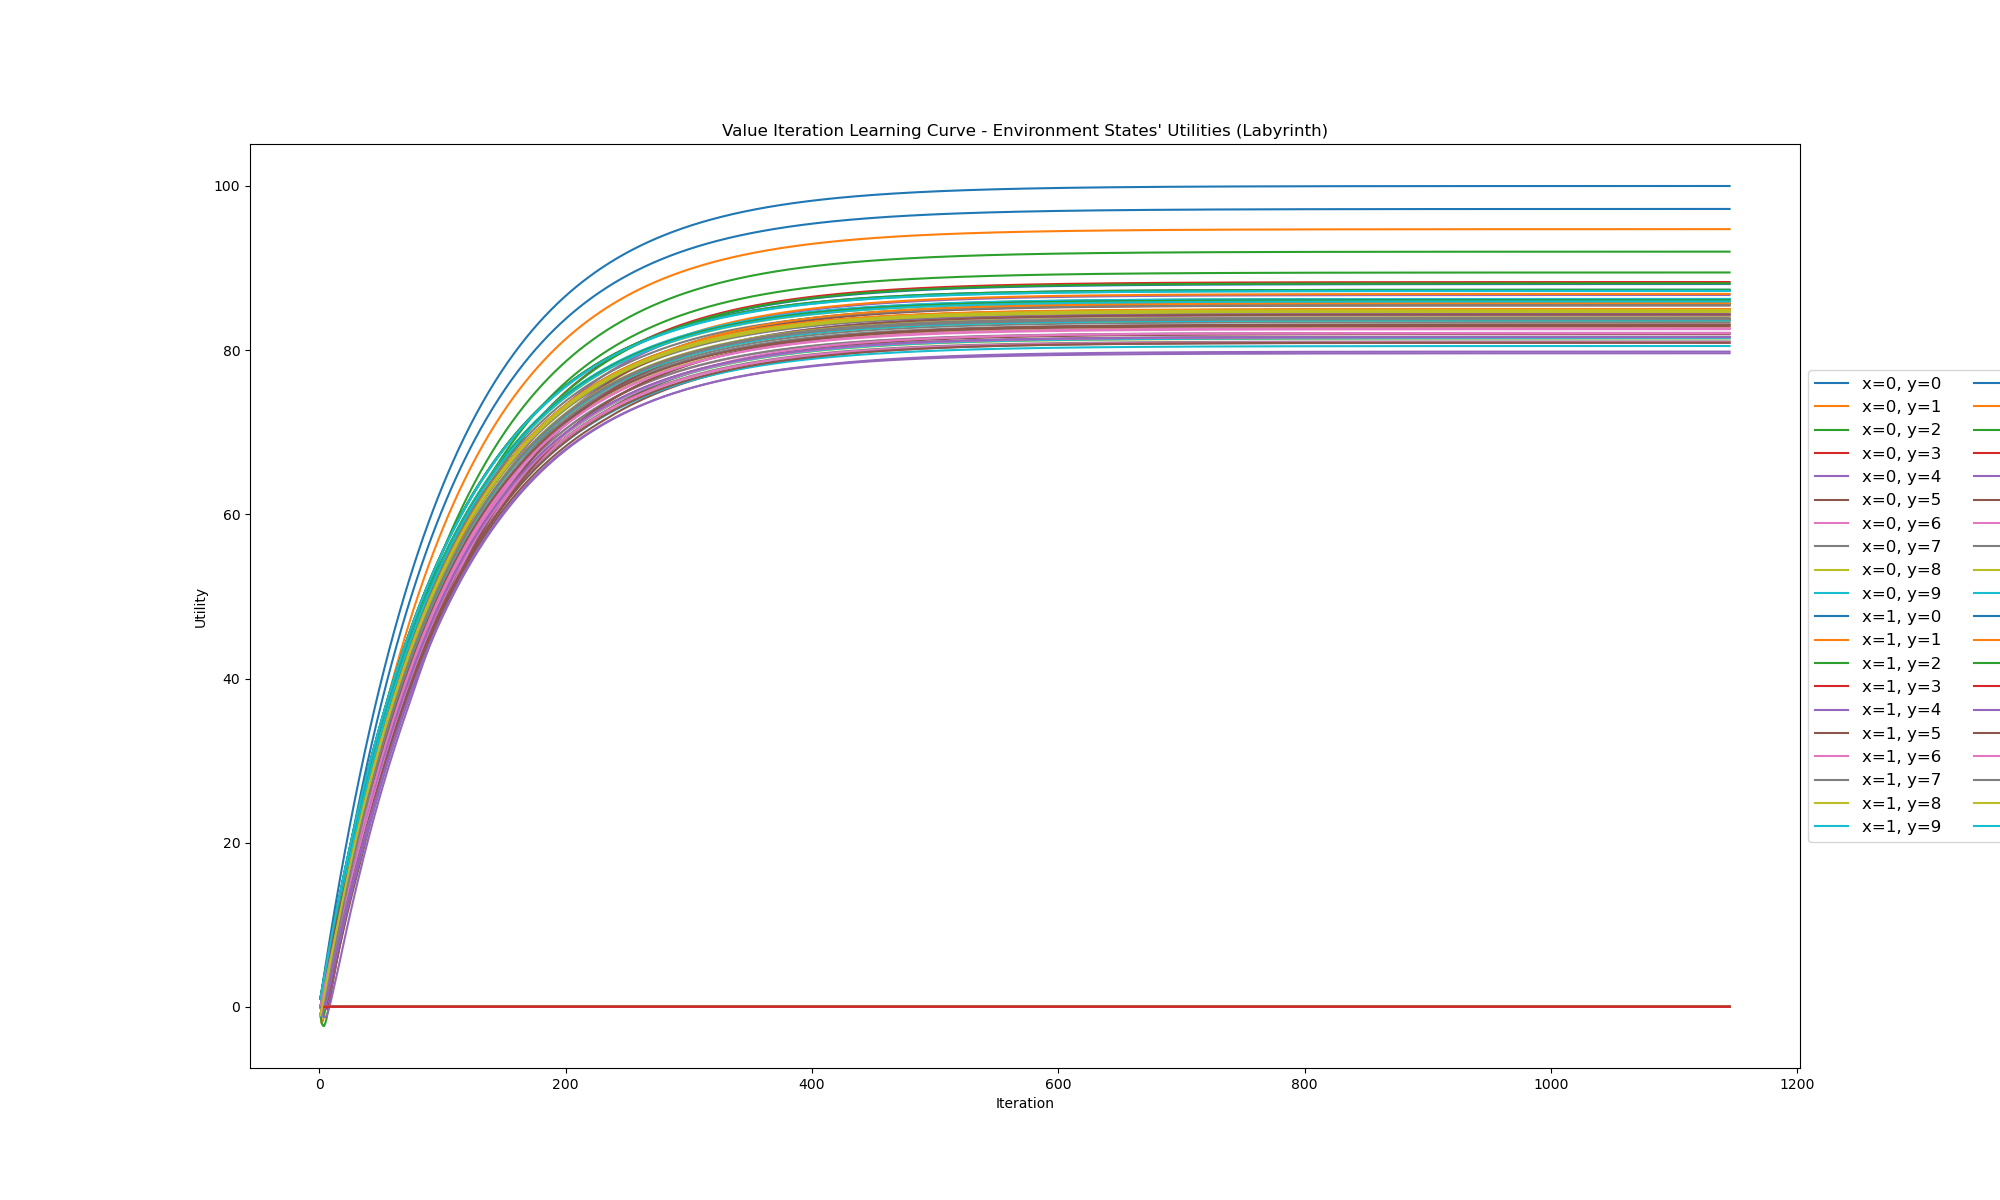 Value Iteration Learning Curve - Environment States' Utilities (Labyrinth)
100
80
60
40
20
0
Utility
0
200
400
600
800
1000
1200
Iteration
x=0, y=0
x=0, y=1
x=0, y=2
x=0, y=3
x=0, y=4
x=0, y=5
x=0, y=6
x=0, y=7
x=0, y=8
x=0, y=9
x=1, y=0
x=1, y=1
x=1, y=2
x=1, y=3
x=1, y=4
x=1, y=5
x=1, y=6
x=1, y=7
x=1, y=8
x=1, y=9